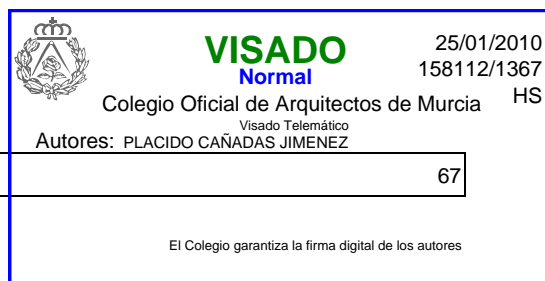 VISADO
Normal
25/01/2010
158112/1367
HS
Colegio Oficial de Arquitectos de Murcia
Visado Telemático
Autores: PLACIDO CAÑADAS JIMENEZ
67
El Colegio garantiza la firma digital de los autores